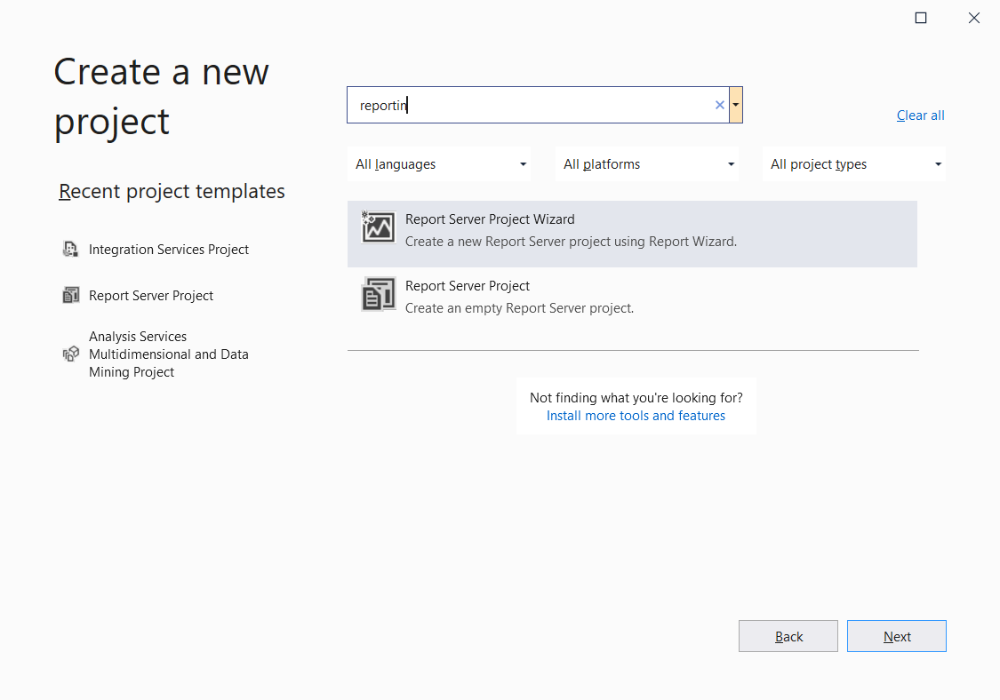 Create a new
project
reportin
Clear all
All languages
All platforms
All project types
Recent project templates
Integration Services Project
Report Server Project
Analysis Services
Multidimensional and Data
Mining Project
Report Server Project Wizard
Create a new Report Server project using Report Wizard.
Report Server Project
Create an empty Report Server project.
Not finding what you're looking for?
Install more tools and features
Back
Next